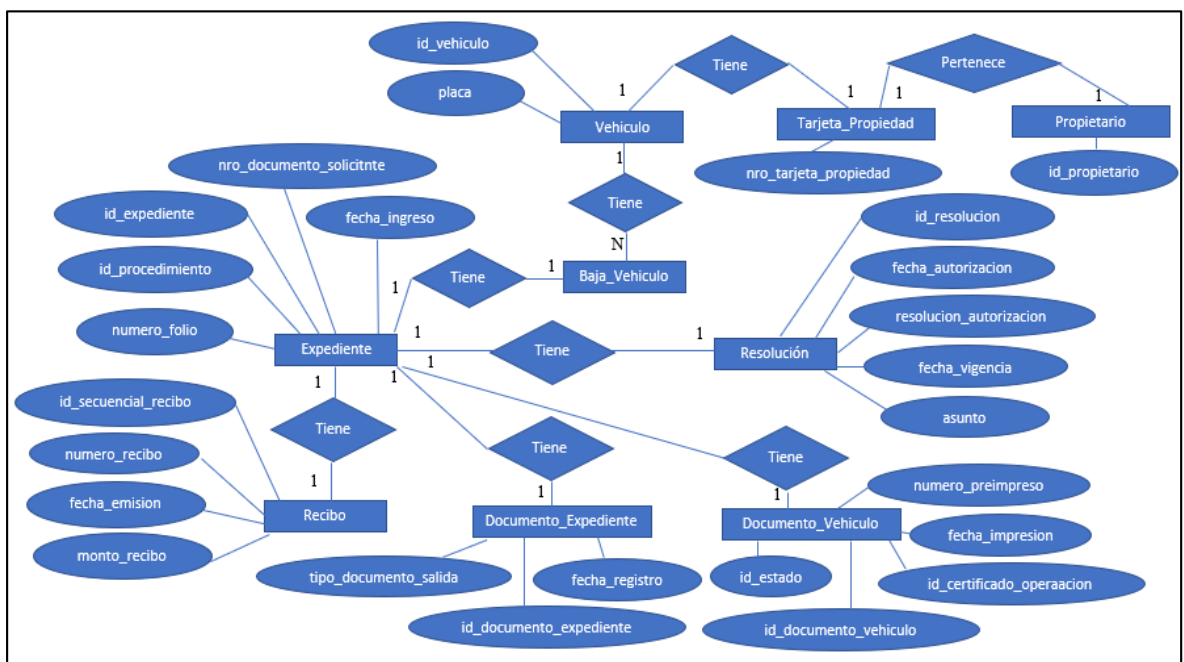 id_vehiculo
Tiene
Pertenece
placa
1
1
1
1
Vehiculo
Tarjeta_Propiedad
Propietario
nro_documento_solicitnte
1
nro_tarjeta_propiedad
id_propietario
id_expediente
fecha_ingreso
Tiene
id_resolucion
N
id_procedimiento
Tiene
1
Baja_Vehiculo
fecha_autorizacion
1
numero_folio
resolucion_autorizacion
Expediente
1
Tiene
1
Resolución
1
fecha_vigencia
1
1
id_secuencial_recibo
asunto
Tiene
numero_recibo
Tiene
Tiene
numero_preimpreso
1
1
1
fecha_emision
Recibo
Documento_Expediente
Documento_Vehiculo
fecha_impresion
monto_recibo
tipo_documento_salida
fecha_registro
id_estado
id_certificado_operaacion
id_documento_expediente
id_documento_vehiculo